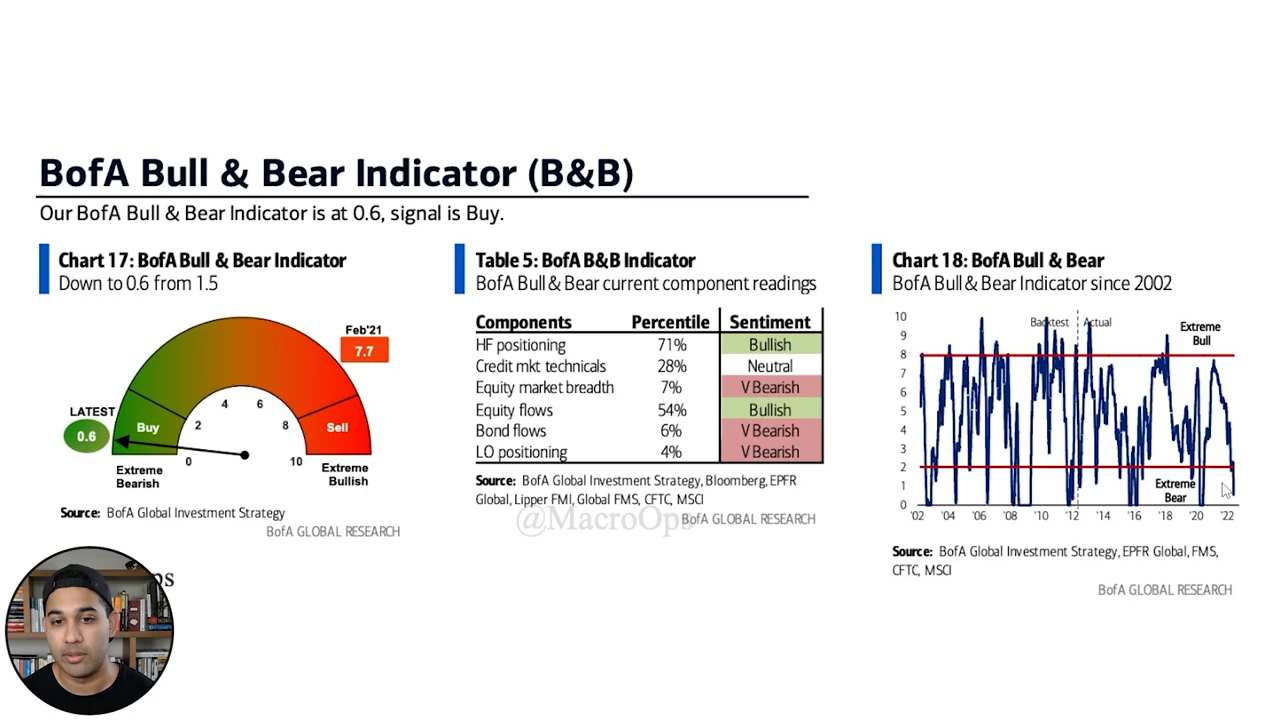 BofA Bull & Bear Indicator (B&B)
Our BofA Bull & Bear Indicator is at 0.6, signal is Buy.
Chart 17: BofA Bull & Bear Indicator
Down to 0.6 from 1.5
Feb'21
7.7
LATEST
0.6
Buy
Sell
0
2
4
6
8
10
Extreme
Bearish
Extreme
Bullish
Source: BofA Global Investment Strategy
BofA GLOBAL RESEARCH
Table 5: BofA B&B Indicator
BofA Bull & Bear current component readings
Components Percentile Sentiment
HF positioning 71% Bullish
Credit mkt technicals 28% Neutral
Equity market breadth 7% V Bearish
Equity flows 54% Bullish
Bond flows 6% V Bearish
LO positioning 4% V Bearish
Source: BofA Global Investment Strategy, Bloomberg, EPFR
Global, Lipper FMI, Global FMS, CFTC, MSCI
@MacroOps
BofA GLOBAL RESEARCH
Chart 18: BofA Bull & Bear
BofA Bull & Bear Indicator since 2002
10
9
8
7
6
5
4
3
2
1
0
Backtest Actual
Extreme
Bull
Extreme
Bear
'02 '04 '06 '08 '10 '12 '14 '16 '18 '20 '22
Source: BofA Global Investment Strategy, EPFR Global, FMS,
CFTC, MSCI
BofA GLOBAL RESEARCH
ps